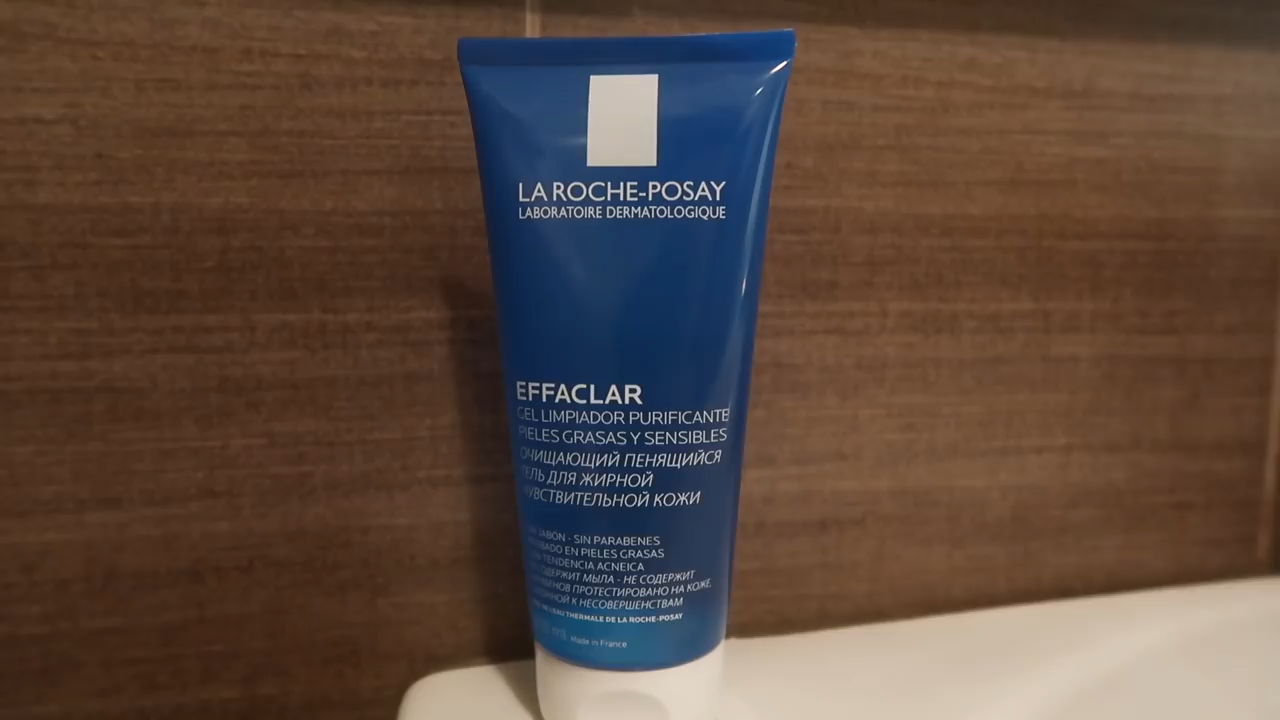 LA ROCHE-POSAY
LABORATOIRE DERMATOLOGIQUE
EFFACLAR
GEL LIMPIADOR PURIFICANTE
PIELES GRASAS Y SENSIBLES
ОЧИЩАЮЩИЙ ПЕНЯЩИЙСЯ
ГЕЛЬ ДЛЯ ЖИРНОЙ
ЧУВСТВИТЕЛЬНОЙ КОЖИ
JABÓN - SIN PARABENES
EN PIELES GRASAS
TENDENCIA ACNEICA
МЫЛА - НЕ СОДЕРЖИТ
ПРОТЕСТИРОВАНО НА КОЖЕ,
К НЕСОВЕРШЕНСТВАМ
THERMALE DE LA ROCHE-POSAY
Made in France